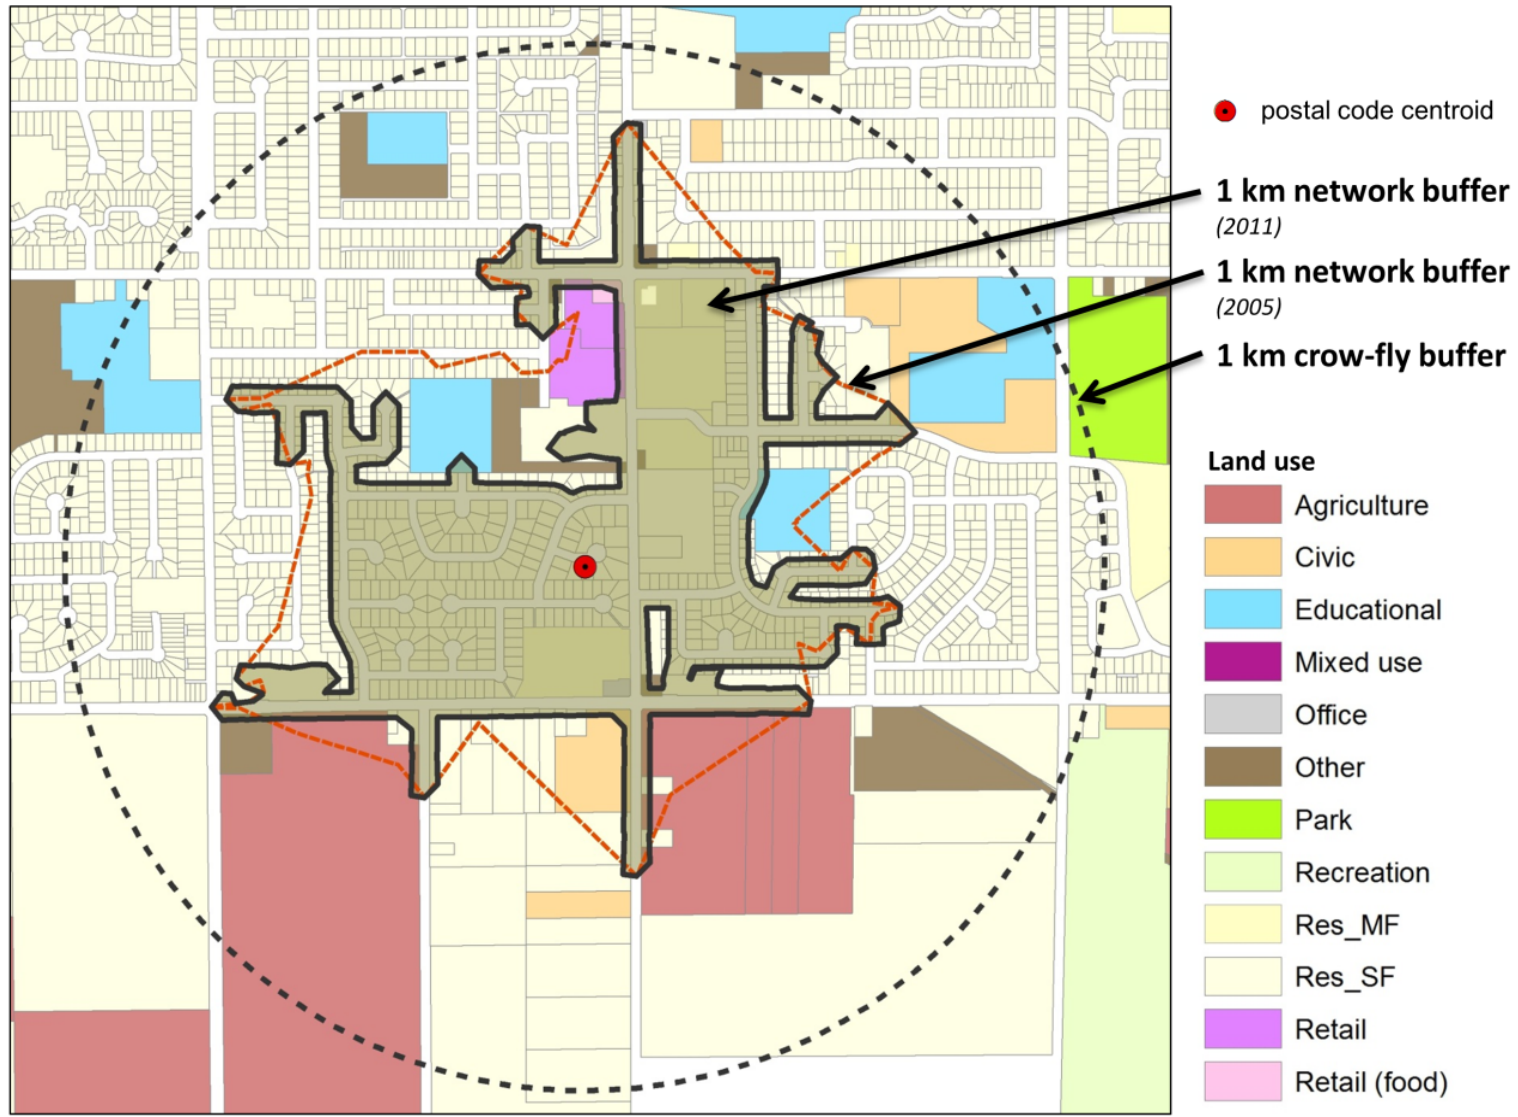 postal code centroid
1 km network buffer
(2011)
1 km network buffer
(2005)
1 km crow-fly buffer
Land use
Agriculture
Civic
Educational
Mixed use
Office
Other
Park
Recreation
Res_MF
Res_SF
Retail
Retail (food)